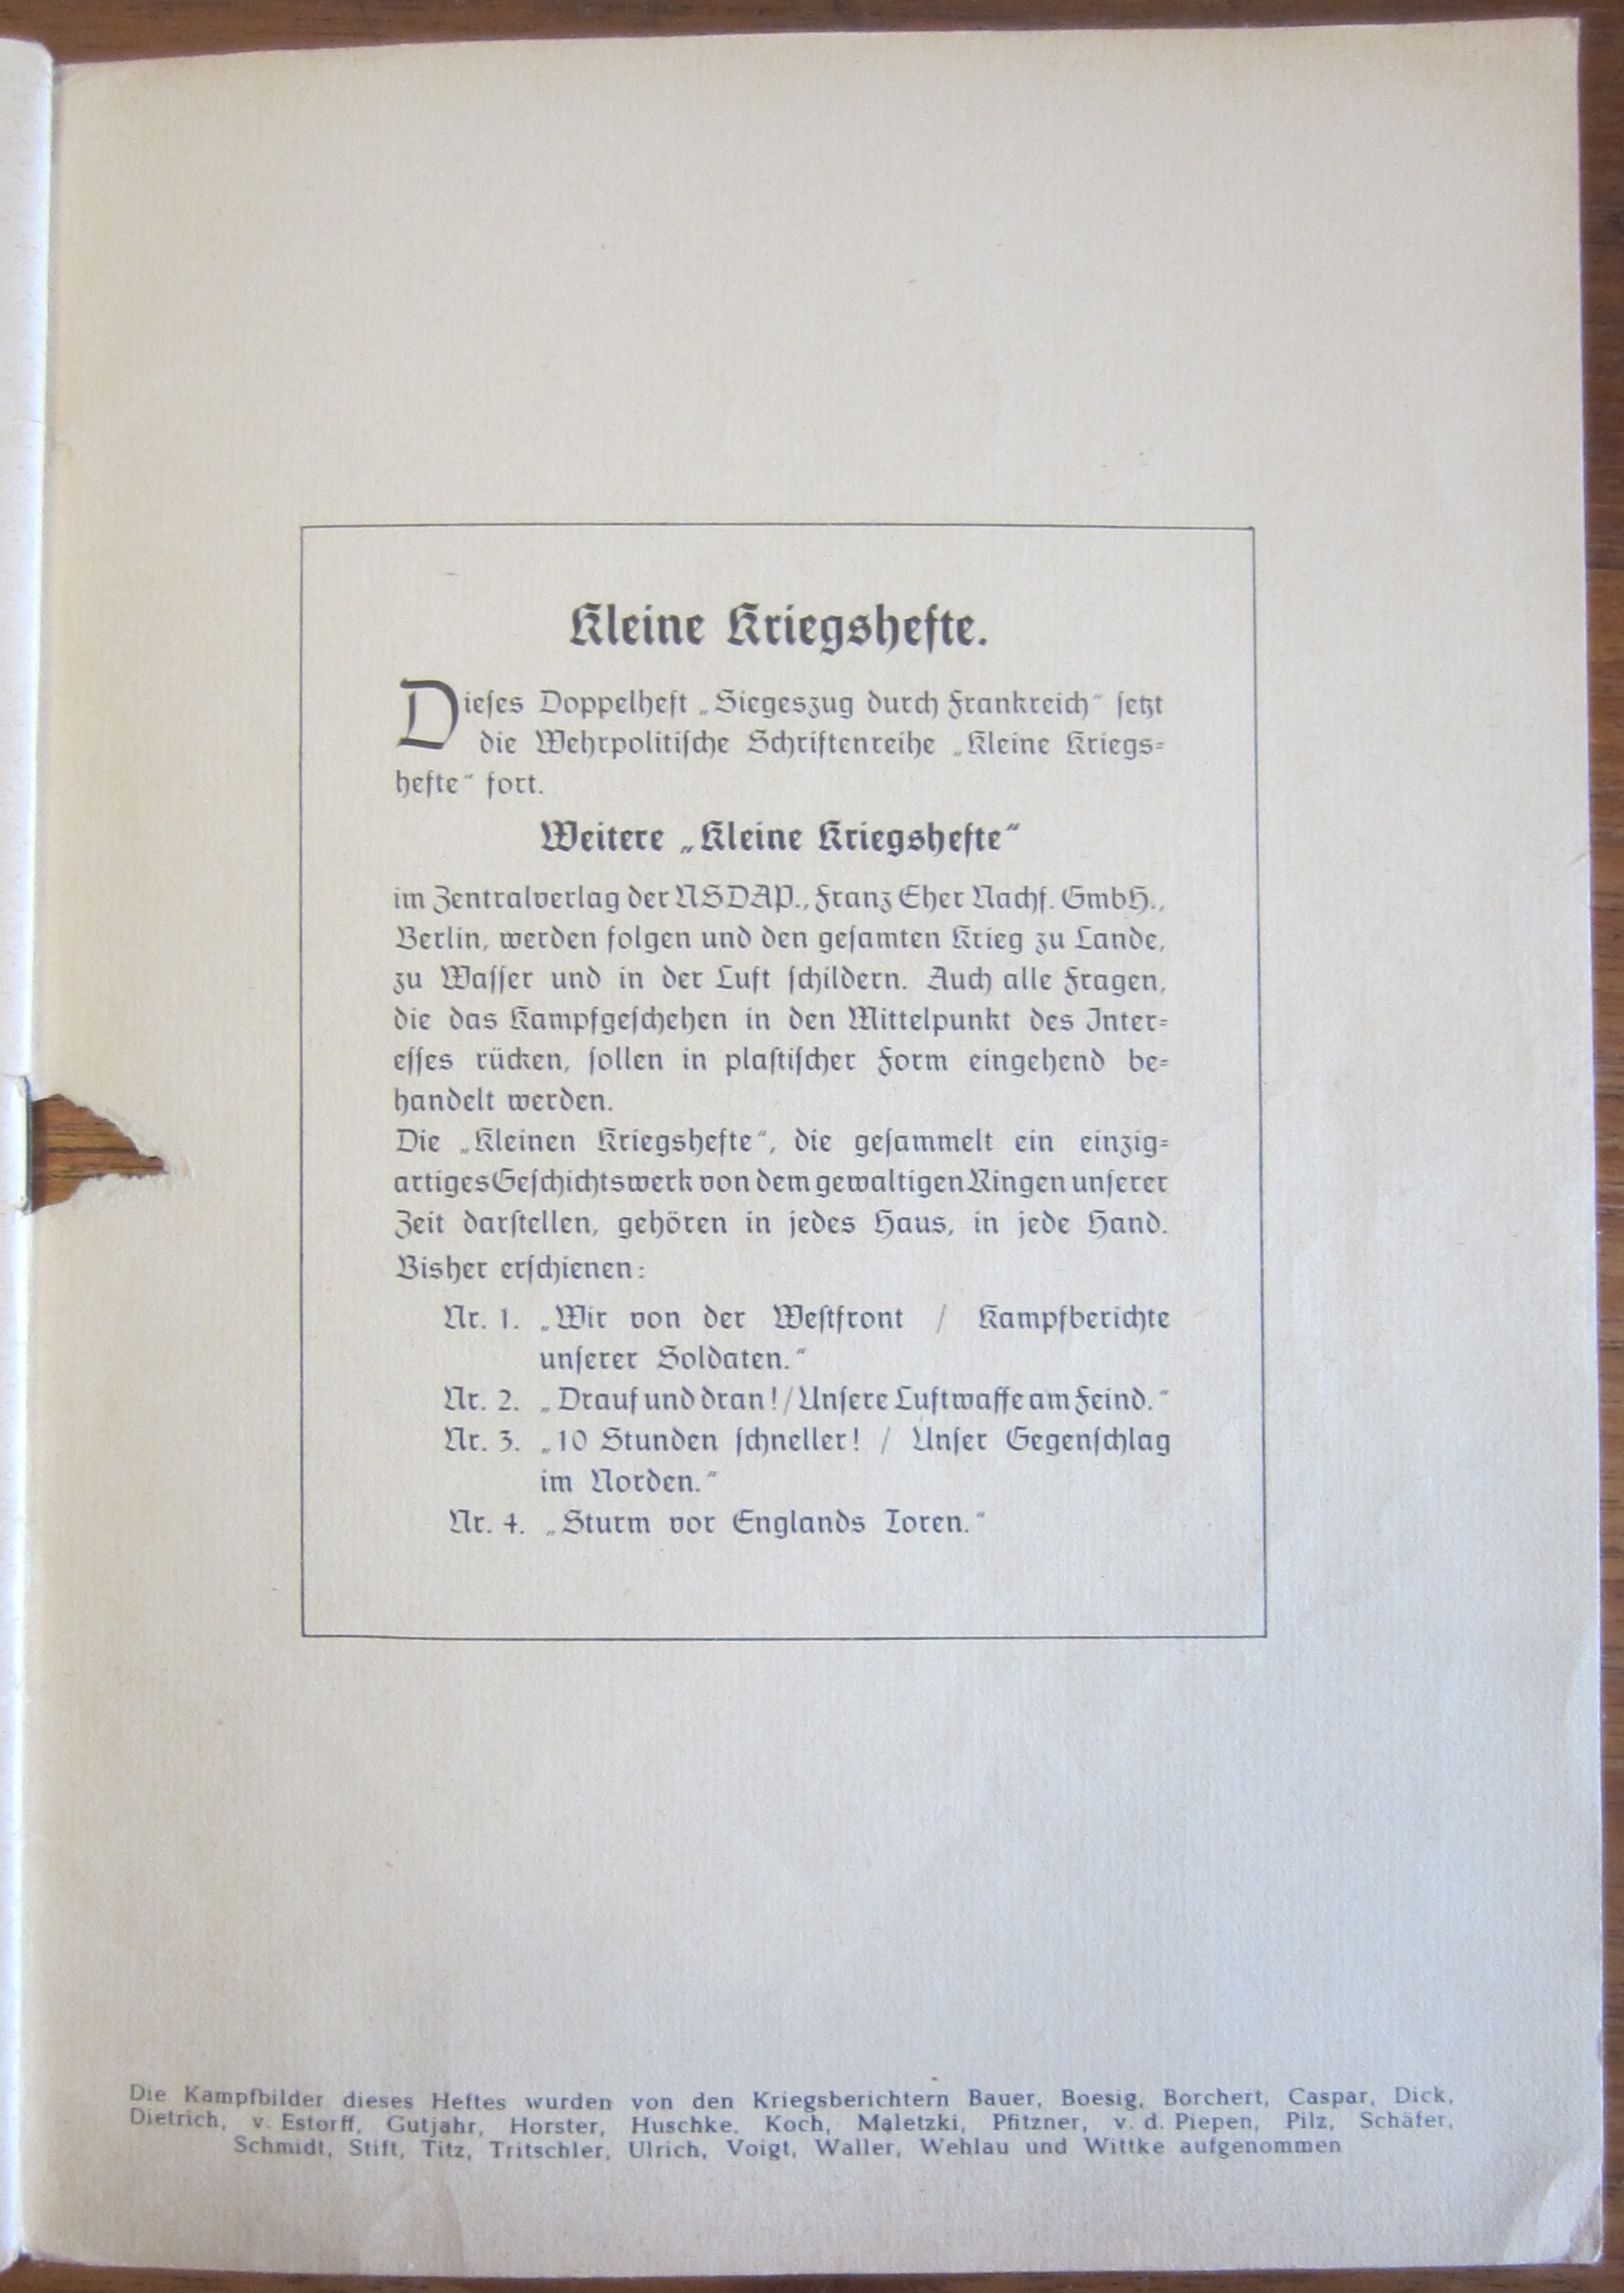 Kleine Kriegshefte.
Dieses Doppelheft „Siegeszug durch Frankreich“ setzt
die Wehrpolitische Schriftenreihe „Kleine Kriegs-
hefte“ fort.
Weitere „Kleine Kriegshefte“
im Zentralverlag der NSDAP., Franz Eher Nachf. GmbH.,
Berlin, werden folgen und den gesamten Krieg zu Lande,
zu Wasser und in der Luft schildern. Auch alle Fragen,
die das Kampfgeschehen in den Mittelpunkt des Inter-
esses rücken, sollen in plastischer Form eingehend be-
handelt werden.
Die „Kleinen Kriegshefte“, die gesammelt ein einzig-
artiges Geschichtswerk von dem gewaltigen Ringen unserer
Zeit darstellen, gehören in jedes Haus, in jede Hand.
Bisher erschienen:
Nr. 1. „Wir von der Westfront / Kampfberichte
unserer Soldaten.“
Nr. 2. „Drauf und dran! / Unsere Luftwaffe am Feind.“
Nr. 3. „10 Stunden schneller! / Unser Gegenschlag
im Norden.“
Nr. 4. „Sturm vor Englands Toren.“
Die Kampfbilder dieses Heftes wurden von den Kriegsberichtern Bauer, Boesig, Borchert, Caspar, Dick,
Dietrich, v. Estorff, Gutjahr, Horster, Huschke, Koch, Maletzki, Pfitzner, v. d. Piepen, Pilz, Schäfer,
Schmidt, Stift, Titz, Tritschler, Ulrich, Voigt, Waller, Wehlau und Wittke aufgenommen